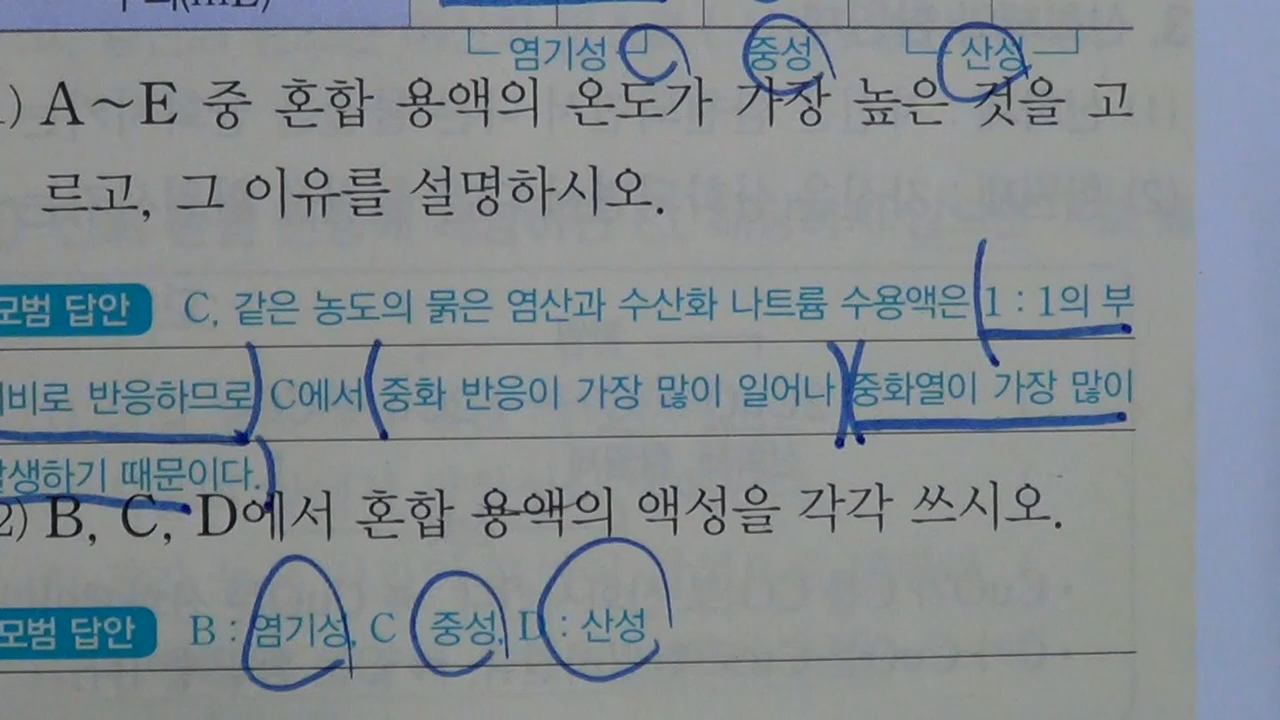 (mL)
염기성 중성 산성
1) A～E 중 혼합 용액의 온도가 가장 높은 것을 고
르고, 그 이유를 설명하시오.
모범 답안 C, 같은 농도의 묽은 염산과 수산화 나트륨 수용액은 1 : 1의 부
피비로 반응하므로 C에서 중화 반응이 가장 많이 일어나 중화열이 가장 많이
발생하기 때문이다.
2) B, C, D에서 혼합 용액의 액성을 각각 쓰시오.
모범 답안 B : 염기성, C 중성, D : 산성